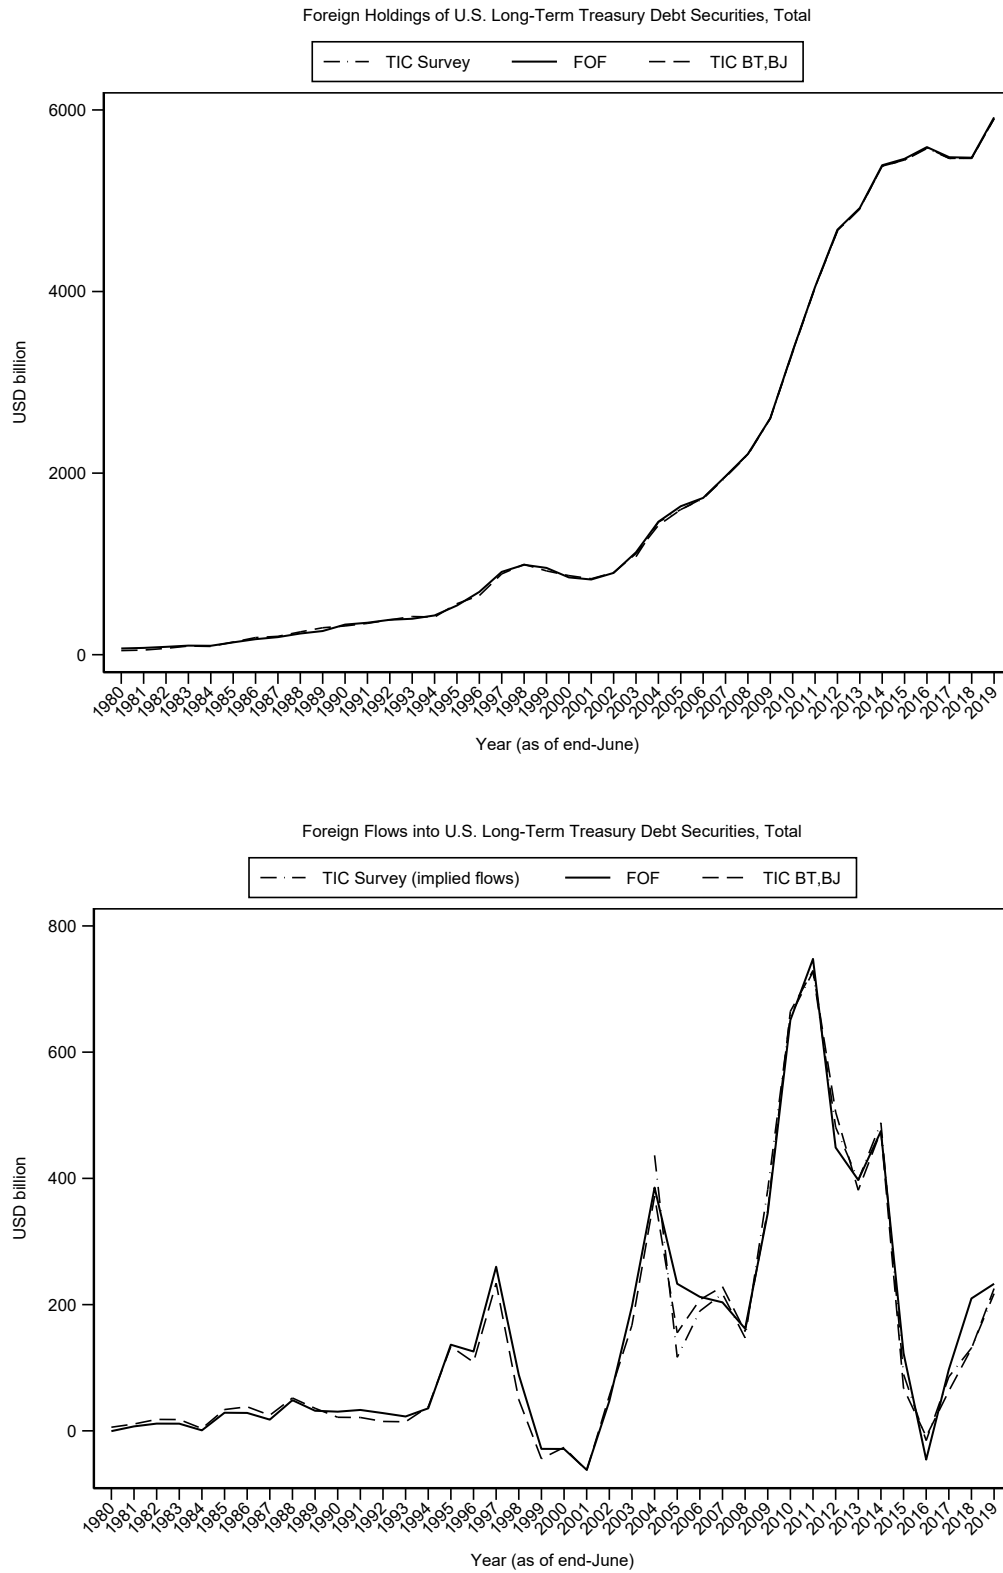 Foreign Holdings of U.S. Long-Term Treasury Debt Securities, Total
TIC Survey FOF TIC BT,BJ
6000
4000
2000
0
USD billion
1980 1981 1982 1983 1984 1985 1986 1987 1988 1989 1990 1991 1992 1993 1994 1995 1996 1997 1998 1999 2000 2001 2002 2003 2004 2005 2006 2007 2008 2009 2010 2011 2012 2013 2014 2015 2016 2017 2018 2019
Year (as of end-June)
Foreign Flows into U.S. Long-Term Treasury Debt Securities, Total
TIC Survey (implied flows) FOF TIC BT,BJ
800
600
400
200
0
USD billion
1980 1981 1982 1983 1984 1985 1986 1987 1988 1989 1990 1991 1992 1993 1994 1995 1996 1997 1998 1999 2000 2001 2002 2003 2004 2005 2006 2007 2008 2009 2010 2011 2012 2013 2014 2015 2016 2017 2018 2019
Year (as of end-June)